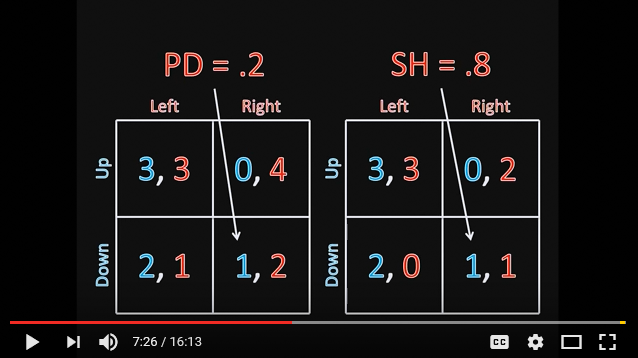 PD = .2 SH = .8
Left Right Left Right
Up 3, 3 0, 4 Up 3, 3 0, 2
Down 2, 1 1, 2 Down 2, 0 1, 1
7:26 / 16:13 CC